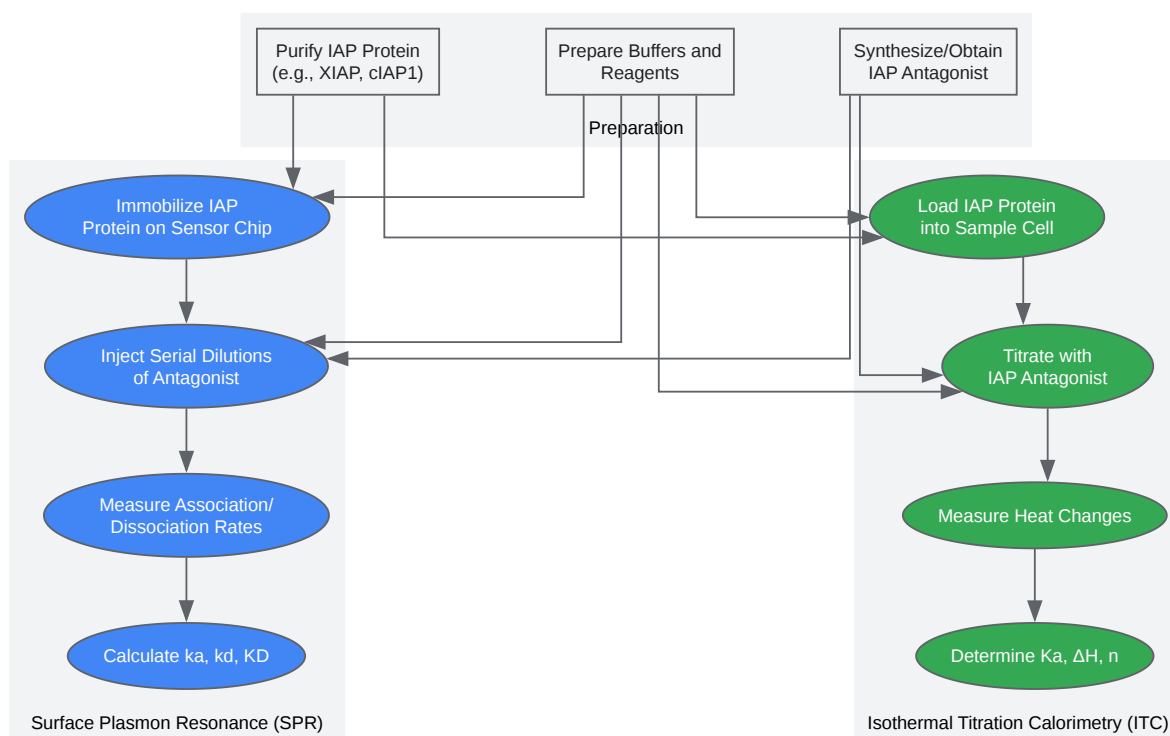 Purify IAP Protein
(e.g., XIAP, cIAP1)
Prepare Buffers and
Reagents
Synthesize/Obtain
IAP Antagonist
Preparation
Immobilize IAP
Protein on Sensor Chip
Inject Serial Dilutions
of Antagonist
Measure Association/
Dissociation Rates
Calculate ka, kd, KD
Surface Plasmon Resonance (SPR)
Load IAP Protein
into Sample Cell
Titrate with
IAP Antagonist
Measure Heat Changes
Determine Ka, ΔH, n
Isothermal Titration Calorimetry (ITC)